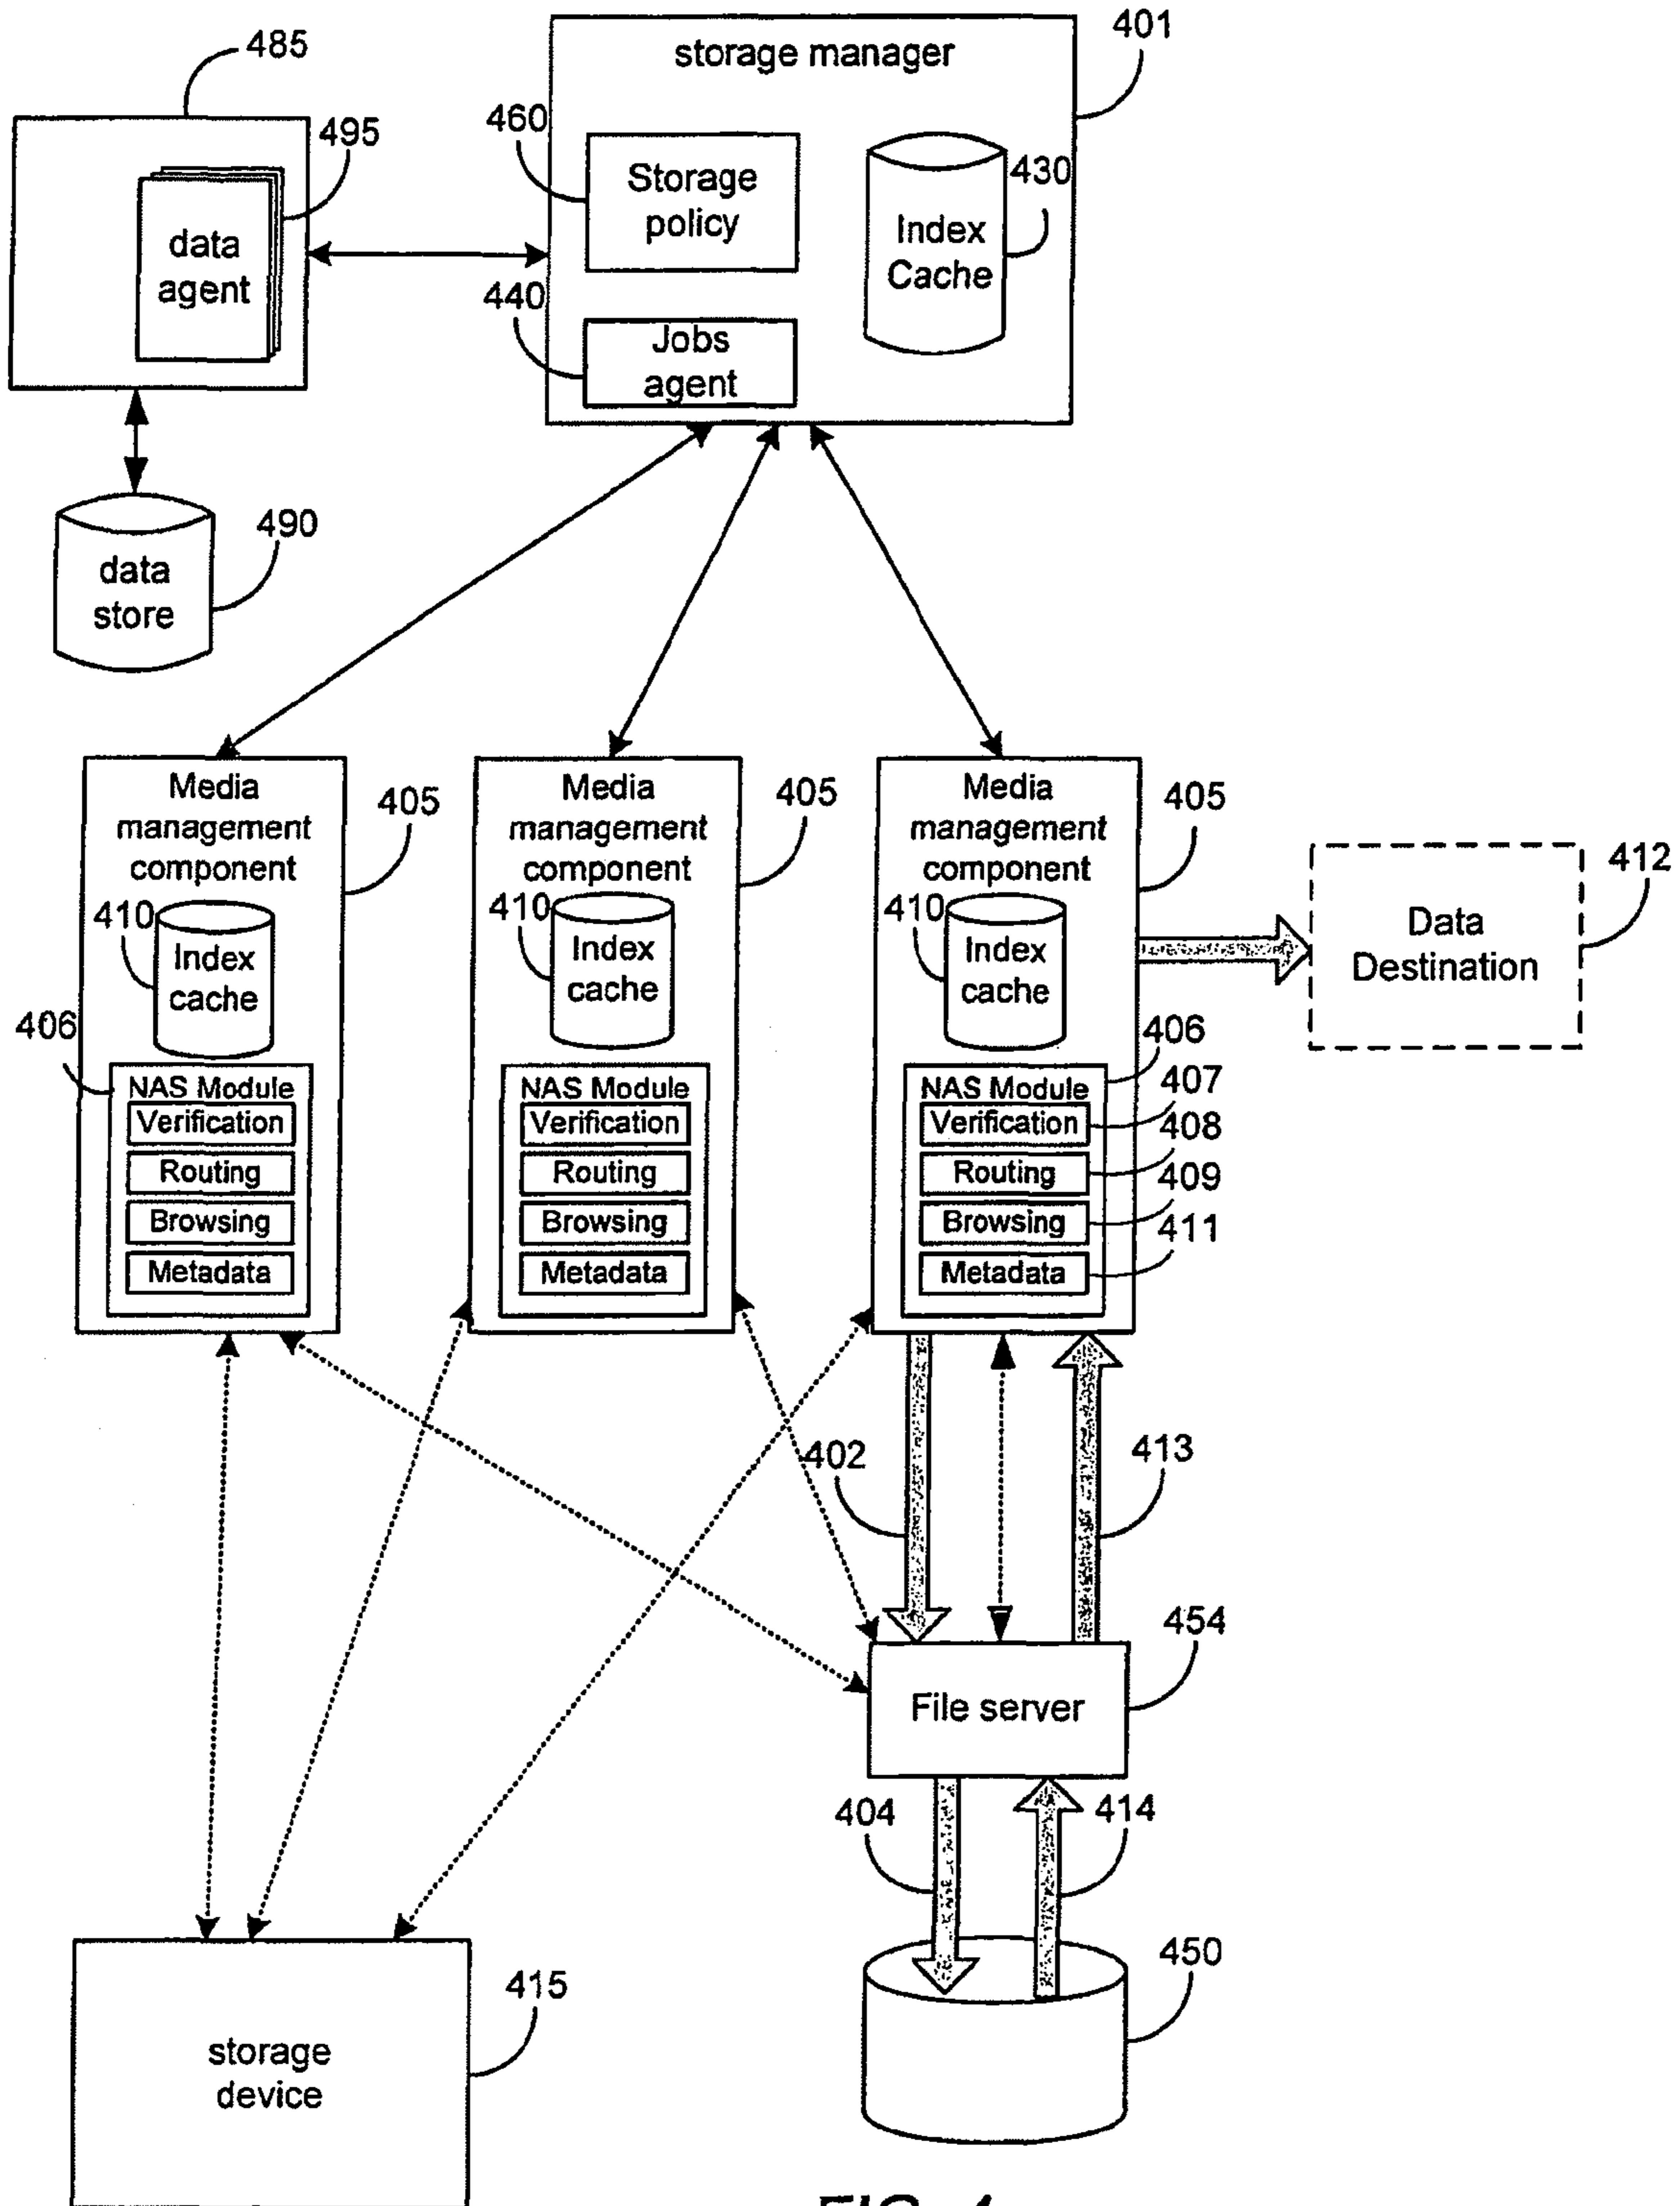 485
495
data
agent
490
data
store
401
storage manager
460
Storage
policy
430
Index
Cache
440
Jobs
agent
Media
management
component
405
410
Index
cache
406
NAS Module
Verification
Routing
Browsing
Metadata
Media
management
component
405
410
Index
cache
NAS Module
Verification
Routing
Browsing
Metadata
Media
management
component
405
410
Index
cache
406
NAS Module
407
Verification
408
Routing
409
Browsing
411
Metadata
412
Data
Destination
402
413
454
File server
404
414
450
415
storage
device
FIG. 4